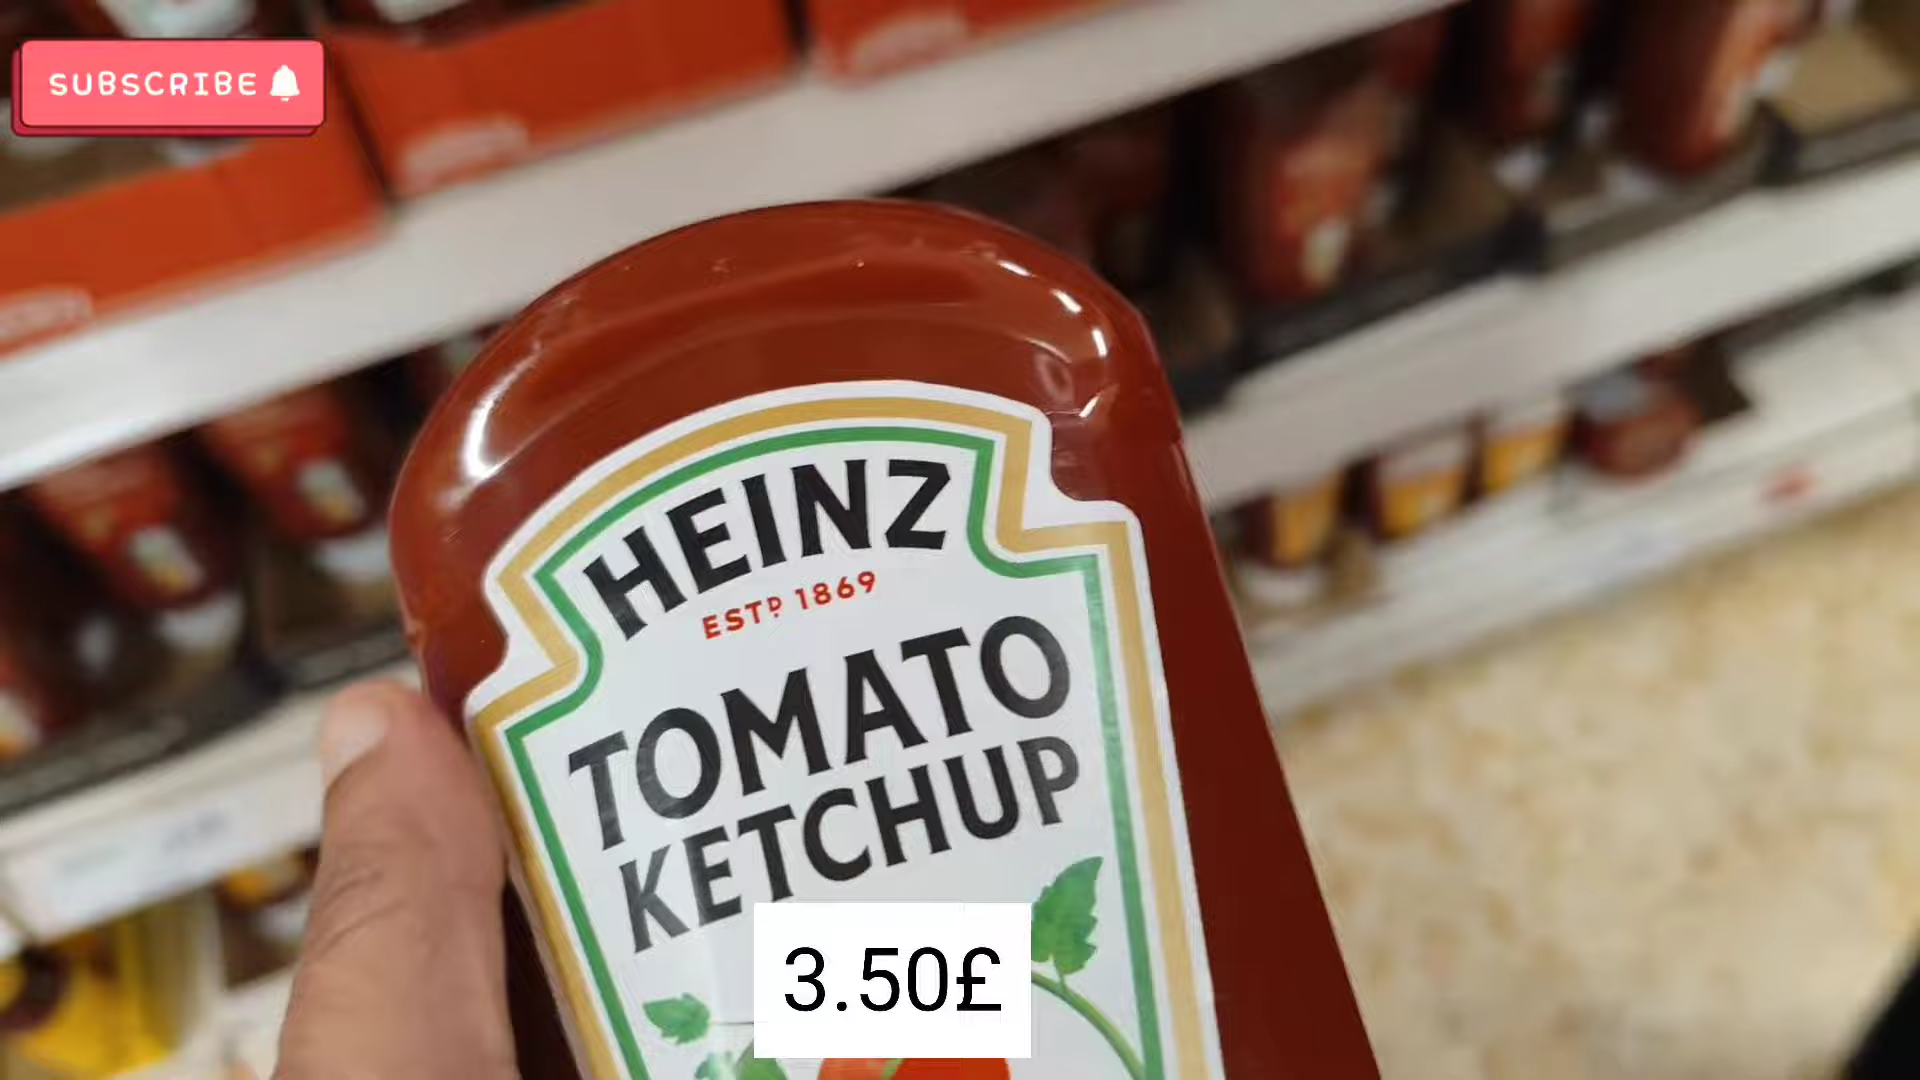 SUBSCRIBE
HEINZ
ESTD 1869
TOMATO
KETCHUP
3.50£